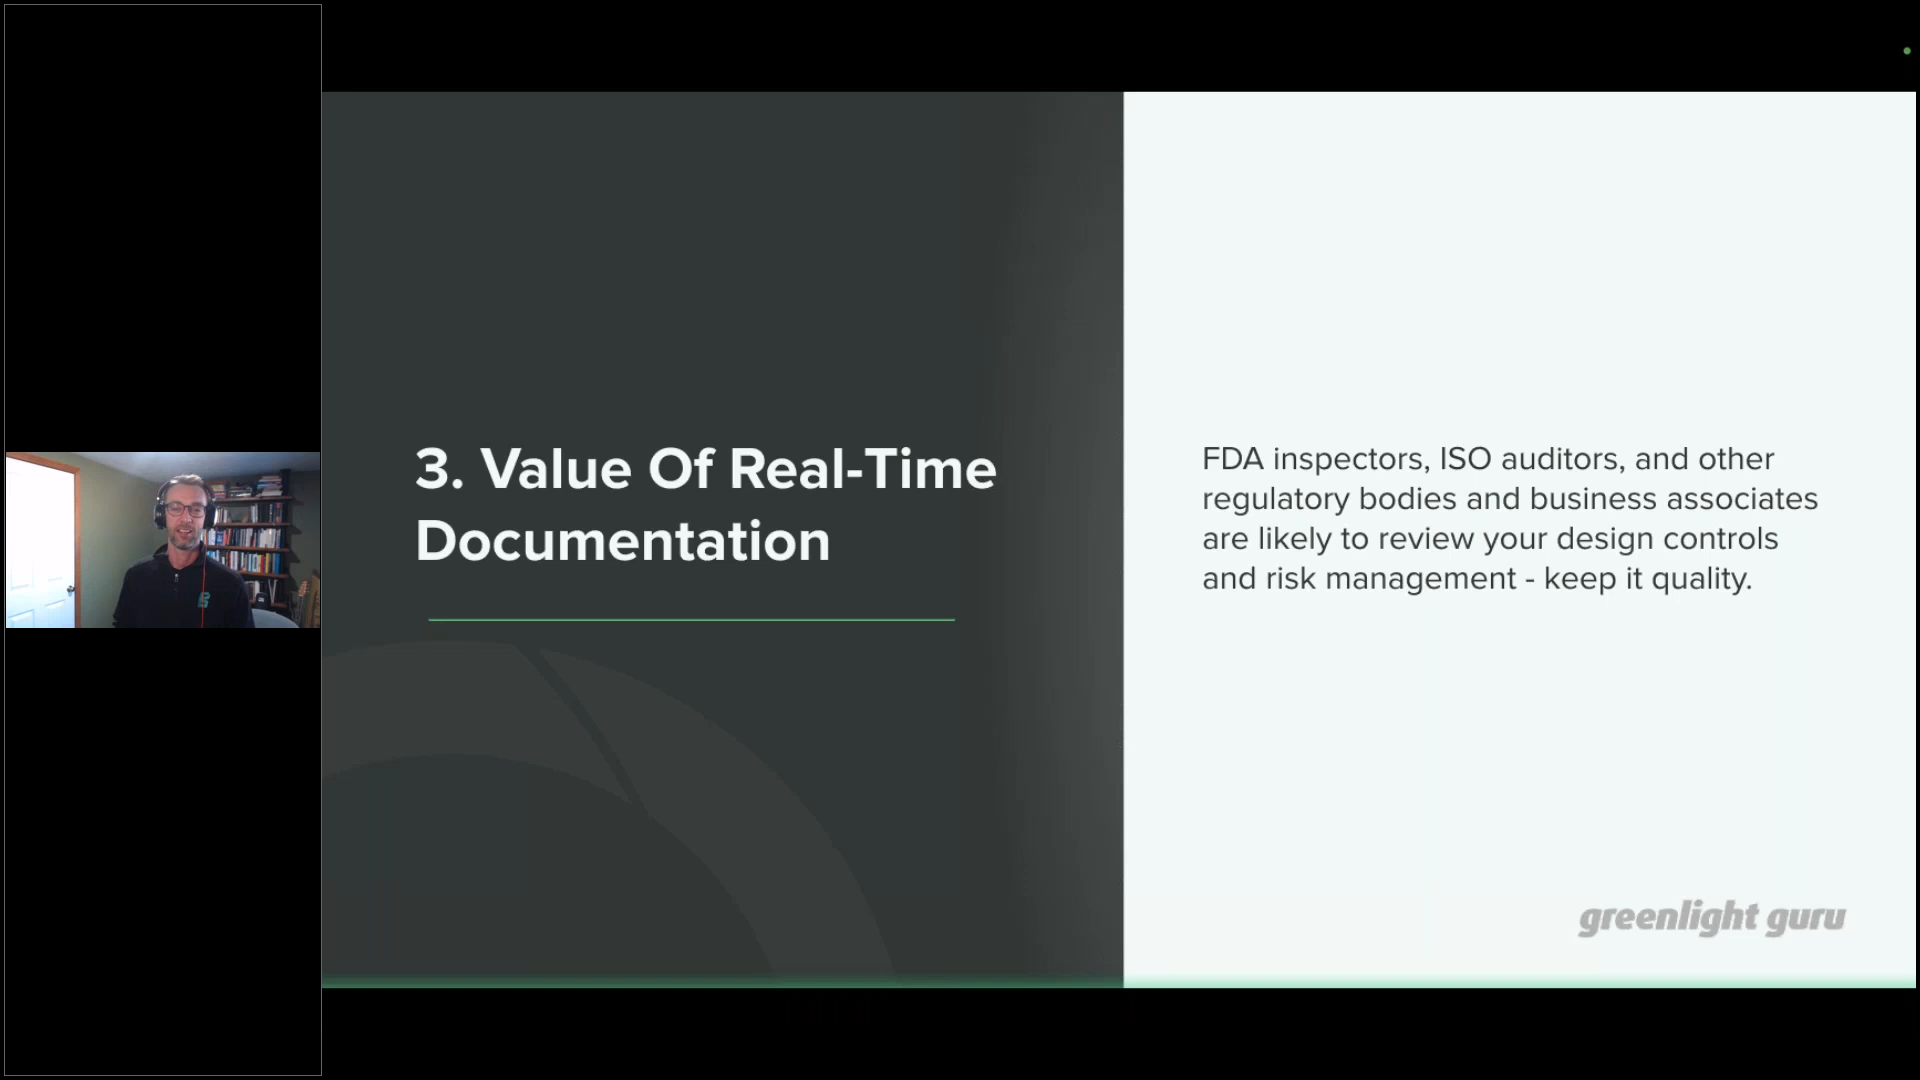 3. Value Of Real-Time
Documentation
FDA inspectors, ISO auditors, and other
regulatory bodies and business associates
are likely to review your design controls
and risk management - keep it quality.
greenlight guru